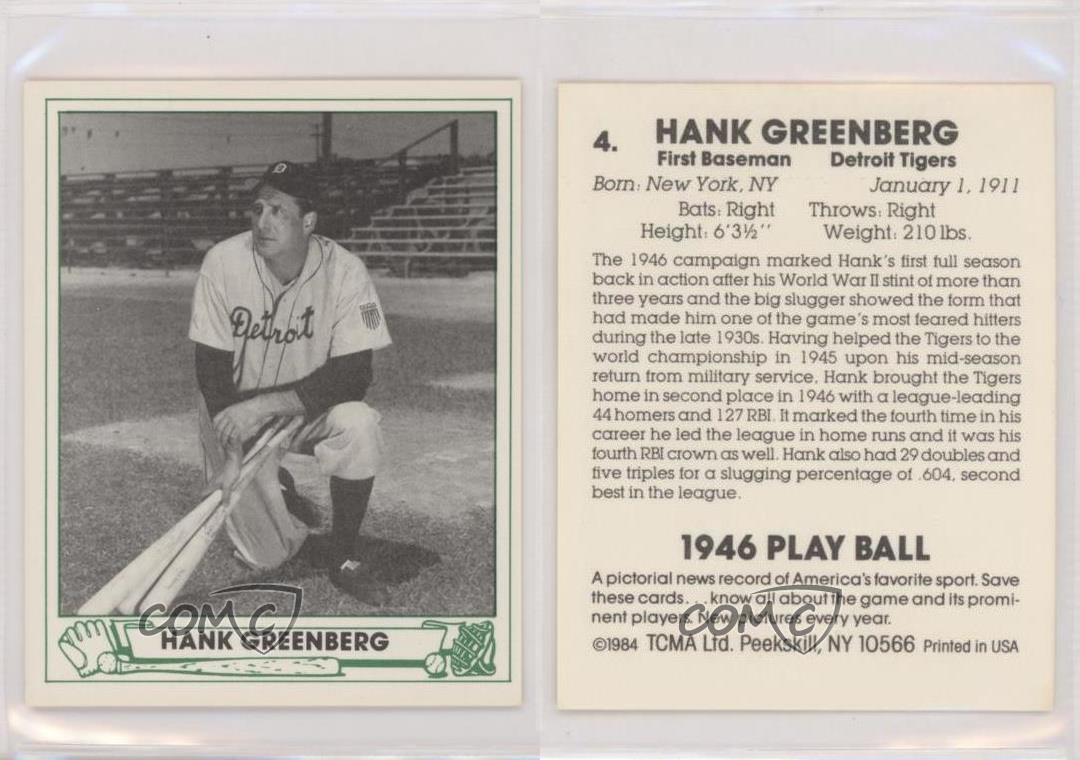 D
Detroit
HANK GREENBERG
COMC
4. HANK GREENBERG
First Baseman Detroit Tigers
Born: New York, NY January 1, 1911
Bats: Right Throws: Right
Height: 6'3½'' Weight: 210 lbs.
The 1946 campaign marked Hank's first full season
back in action after his World War II stint of more than
three years and the big slugger showed the form that
had made him one of the game's most feared hitters
during the late 1930s. Having helped the Tigers to the
world championship in 1945 upon his mid-season
return from military service, Hank brought the Tigers
home in second place in 1946 with a league-leading
44 homers and 127 RBI. It marked the fourth time in his
career he led the league in home runs and it was his
fourth RBI crown as well. Hank also had 29 doubles and
five triples for a slugging percentage of .604, second
best in the league.
1946 PLAY BALL
A pictorial news record of America's favorite sport. Save
these cards. . . know all about the game and its promi-
nent players. New pictures every year.
©1984 TCMA Ltd. Peekskill, NY 10566 Printed in USA
COMC